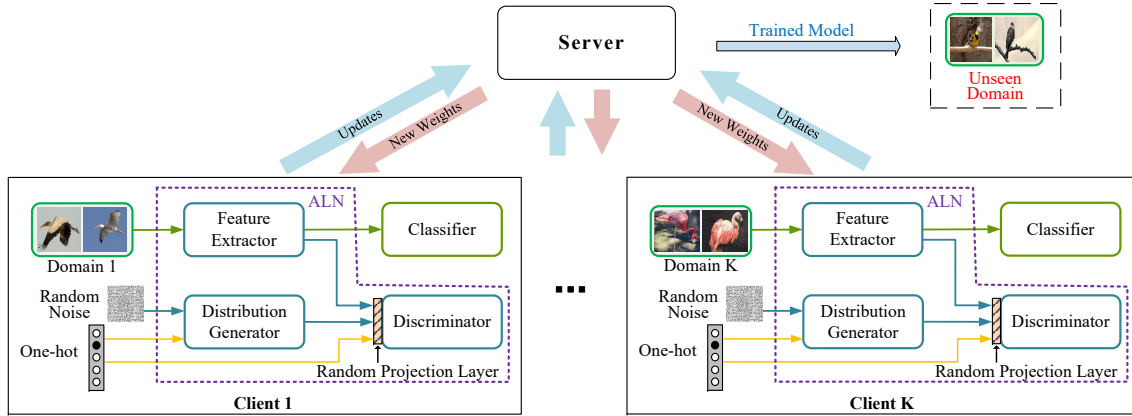 Server
Trained Model
Unseen
Domain
Updates
New Weights
New Weights
Updates
ALN
Feature
Extractor
Classifier
Domain 1
Random
Noise
Distribution
Generator
Discriminator
One-hot
Random Projection Layer
Client 1
...
ALN
Feature
Extractor
Classifier
Domain K
Random
Noise
Distribution
Generator
Discriminator
One-hot
Random Projection Layer
Client K